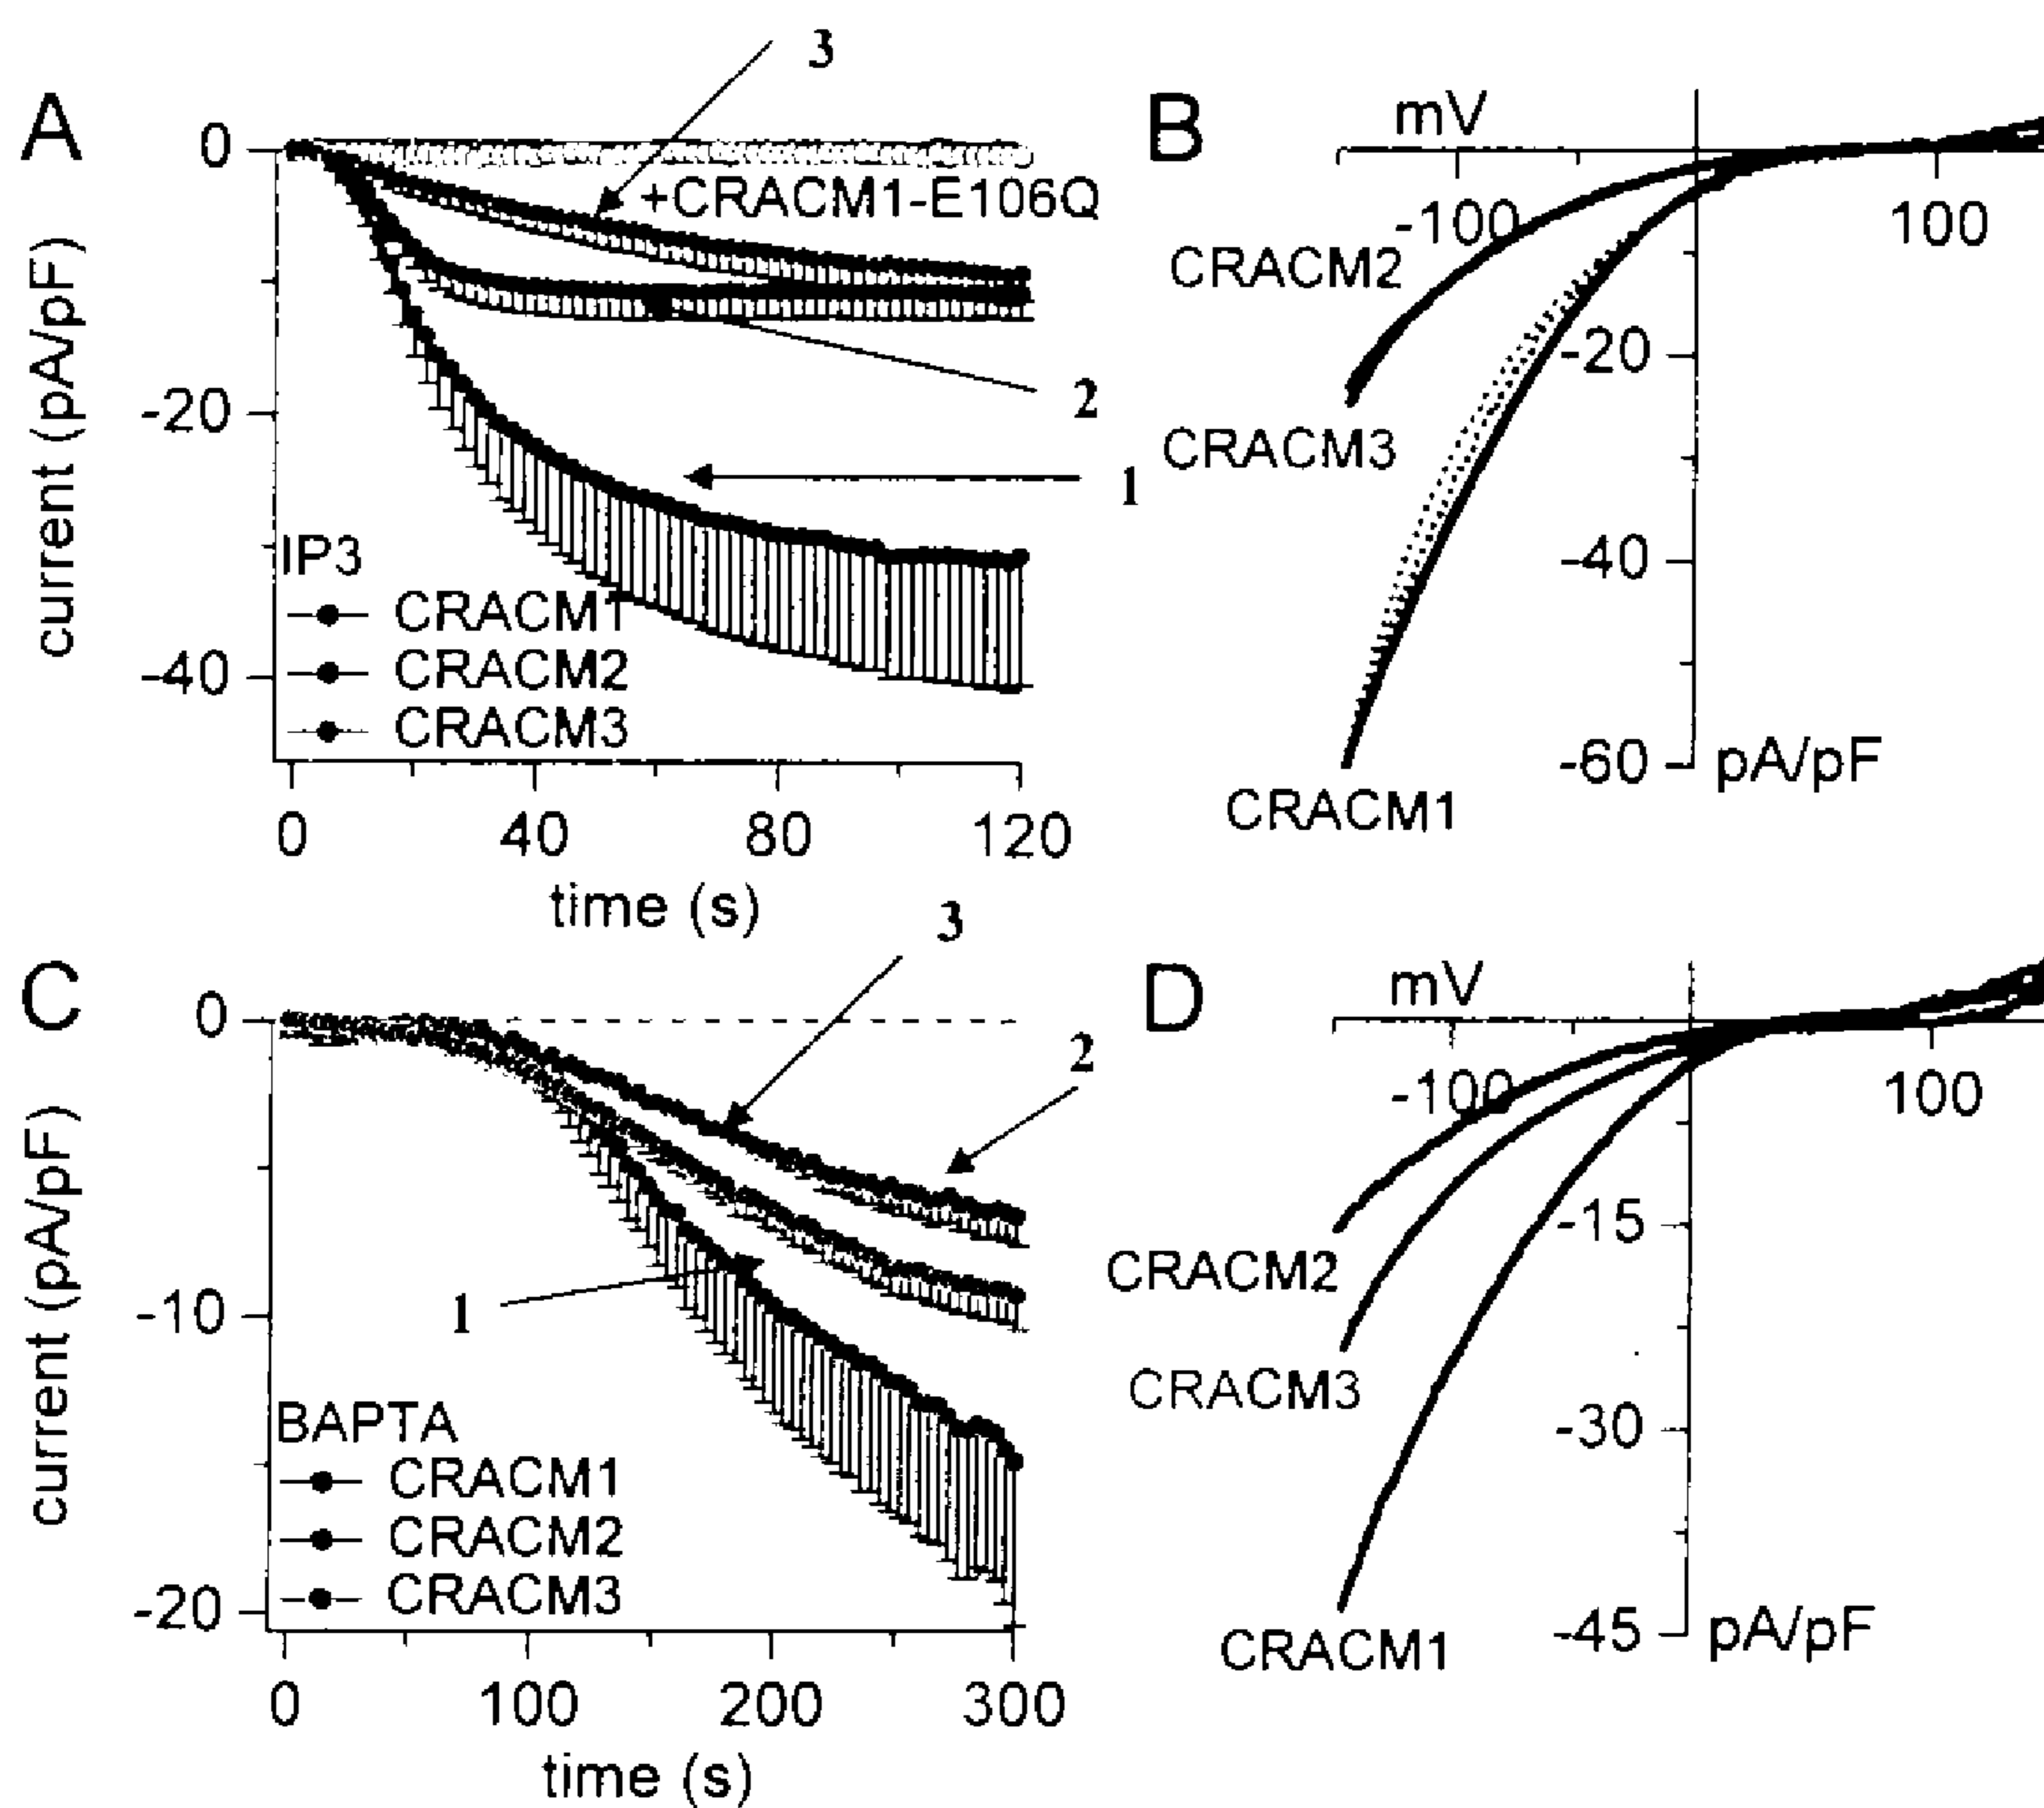 A
0
-20
-40
current (pA/pF)
3
+CRACM1-E106Q
2
1
IP3
CRACM1
CRACM2
CRACM3
0 40 80 120
time (s)
B
mV
-100 100
CRACM2
CRACM3
-20
-40
-60 pA/pF
CRACM1
C
0
-10
-20
current (pA/pF)
3
2
1
BAPTA
CRACM1
CRACM2
CRACM3
0 100 200 300
time (s)
D
mV
-100 100
CRACM2
CRACM3
-15
-30
-45 pA/pF
CRACM1